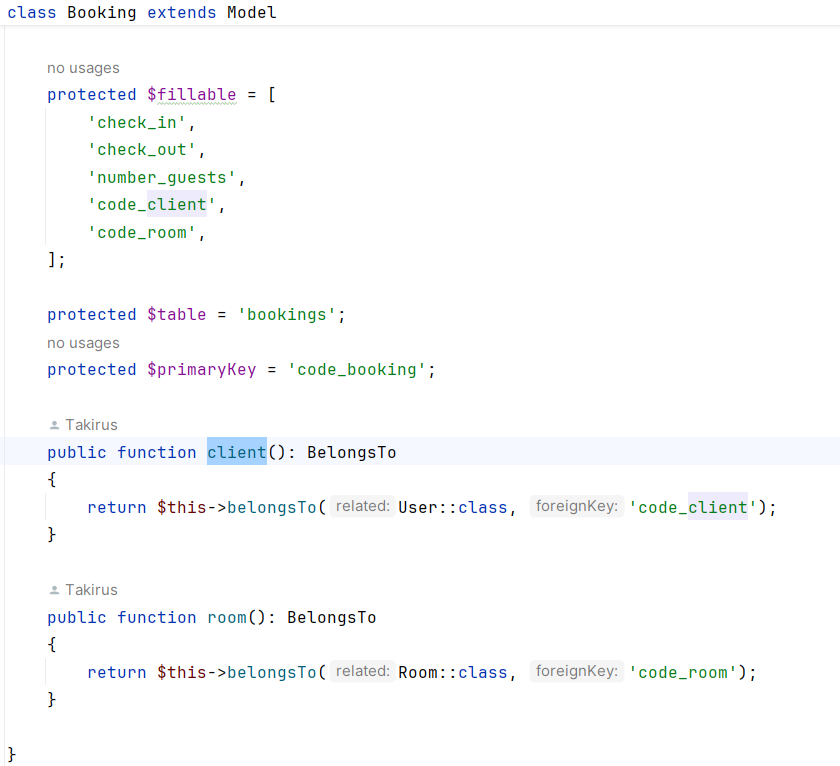 class Booking extends Model
no usages
protected $fillable = [
'check_in',
'check_out',
'number_guests',
'code_client',
'code_room',
];
protected $table = 'bookings';
no usages
protected $primaryKey = 'code_booking';
Takirus
public function client(): BelongsTo
{
return $this->belongsTo( related: User::class, foreignKey: 'code_client');
}
Takirus
public function room(): BelongsTo
{
return $this->belongsTo( related: Room::class, foreignKey: 'code_room');
}
}